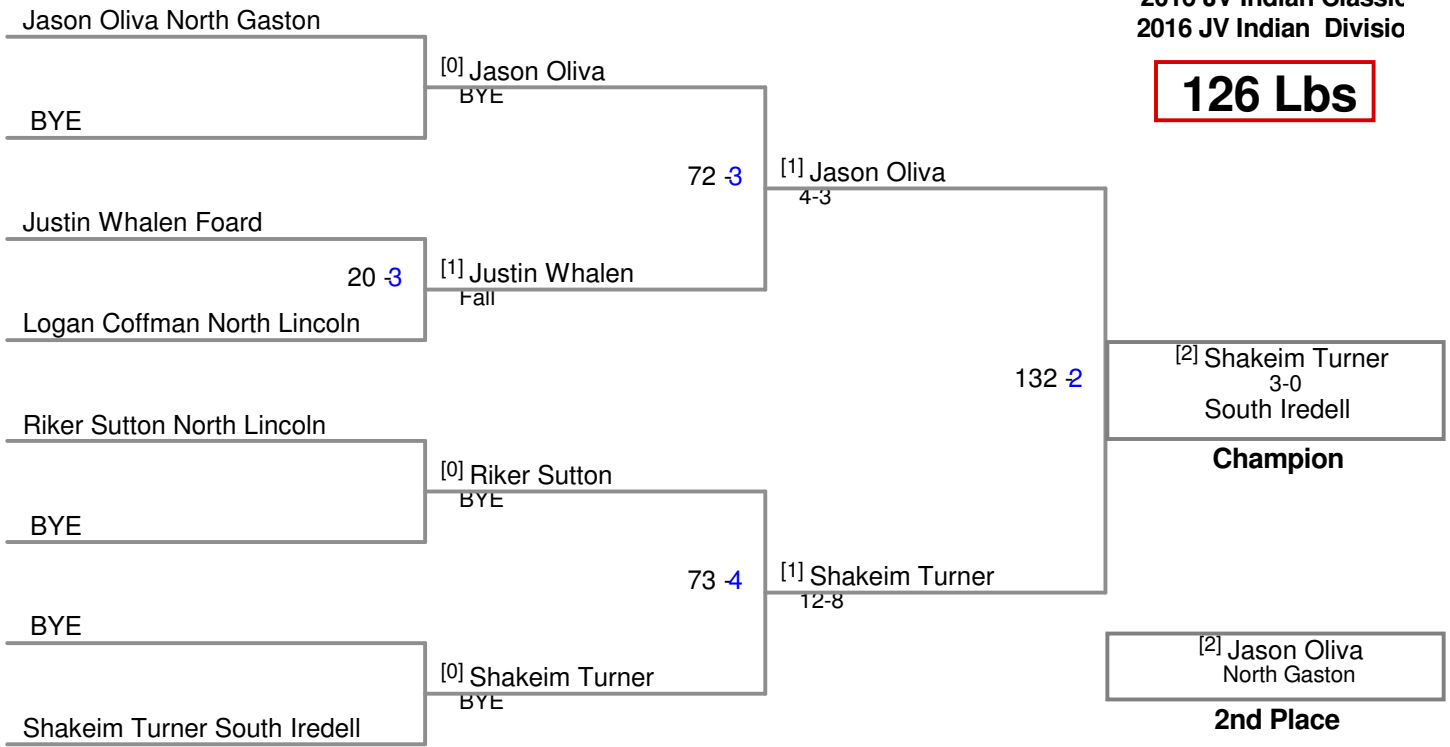 2016 JV Indian Classic
2016 JV Indian Divisio
126 Lbs
Jason Oliva North Gaston
[0] Jason Oliva
BYE
BYE
72 -3
[1] Jason Oliva
4-3
Justin Whalen Foard
20 -3
[1] Justin Whalen
Fall
Logan Coffman North Lincoln
132 -2
[2] Shakeim Turner
3-0
South Iredell
Champion
Riker Sutton North Lincoln
[0] Riker Sutton
BYE
BYE
73 -4
[1] Shakeim Turner
12-8
BYE
[0] Shakeim Turner
BYE
Shakeim Turner South Iredell
[2] Jason Oliva
North Gaston
2nd Place